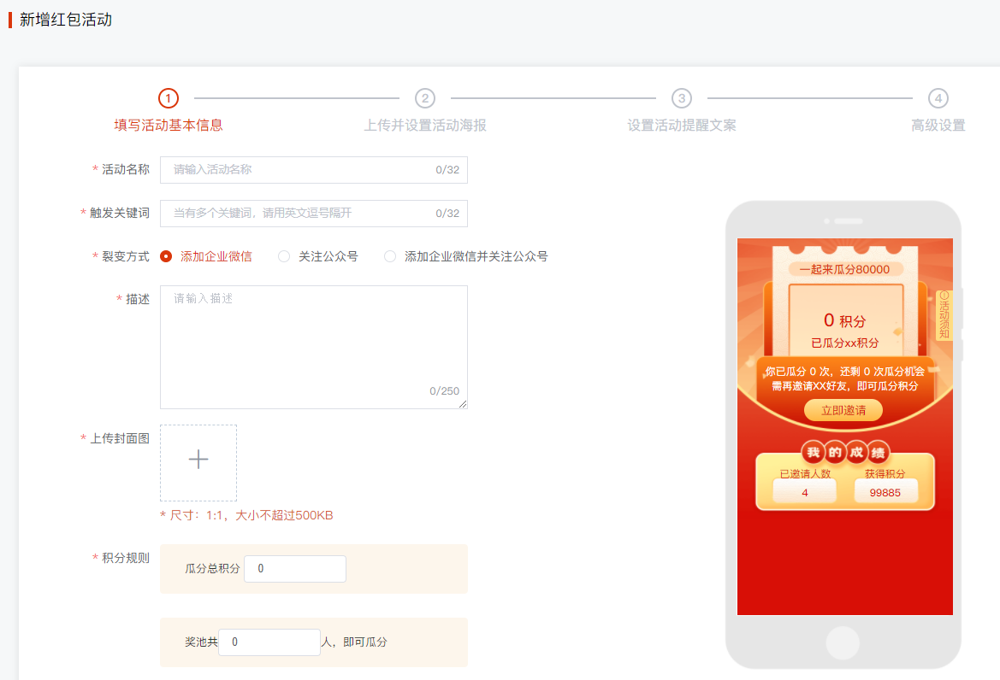 新增红包活动
1 2 3 4
填写活动基本信息 上传并设置活动海报 设置活动提醒文案 高级设置
* 活动名称 请输入活动名称 0/32
* 触发关键词 当有多个关键词，请用英文逗号隔开 0/32
* 裂变方式 添加企业微信 关注公众号 添加企业微信并关注公众号
* 描述 请输入描述
0/250
* 上传封面图
* 尺寸：1:1，大小不超过500KB
* 积分规则 瓜分总积分 0
奖池共 0 人，即可瓜分
一起来瓜分80000
活动须知
0 积分
已瓜分xx积分
你已瓜分 0 次，还剩 0 次瓜分机会
需再邀请XX好友，即可瓜分积分
立即邀请
我的成绩
已邀请人数 获得积分
4 99885